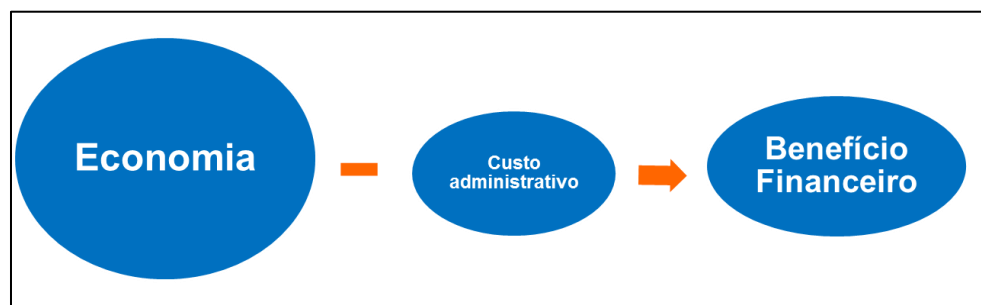 Economia
Custo
administrativo
Benefício
Financeiro